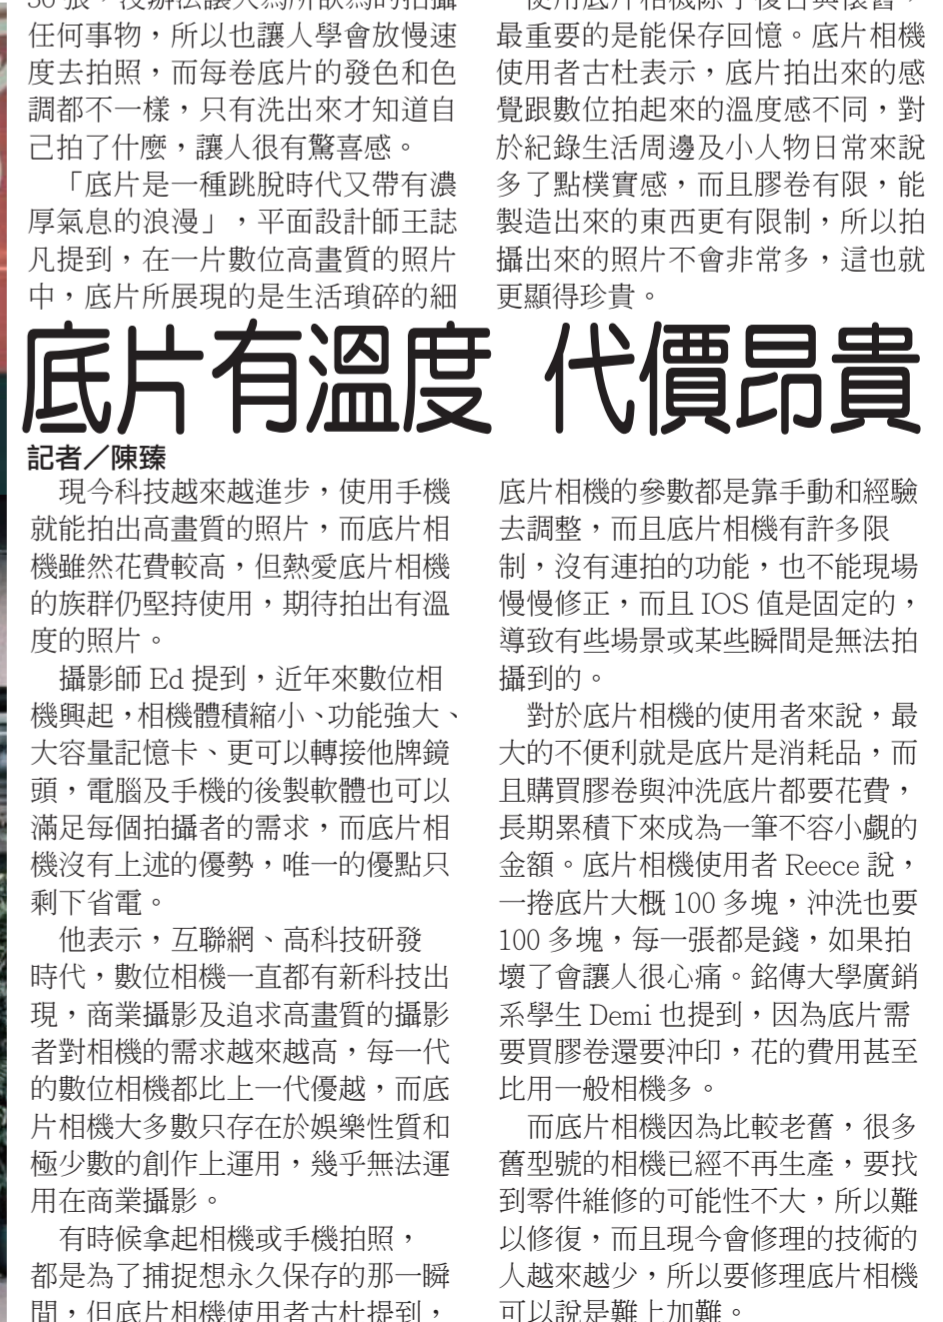 30 張，沒辦法讓人為所欲為的拍攝
任何事物，所以也讓人學會放慢速
度去拍照，而每卷底片的發色和色
調都不一樣，只有洗出來才知道自
己拍了什麼，讓人很有驚喜感。
「底片是一種跳脫時代又帶有濃
厚氣息的浪漫」，平面設計師王誌
凡提到，在一片數位高畫質的照片
中，底片所展現的是生活瑣碎的細
使用底片相機除了復古與懷舊，
最重要的是能保存回憶。底片相機
使用者古杜表示，底片拍出來的感
覺跟數位拍起來的溫度感不同，對
於紀錄生活周邊及小人物日常來說
多了點樸實感，而且膠卷有限，能
製造出來的東西更有限制，所以拍
攝出來的照片不會非常多，這也就
更顯得珍貴。
底片有溫度 代價昂貴
記者／陳臻
現今科技越來越進步，使用手機
就能拍出高畫質的照片，而底片相
機雖然花費較高，但熱愛底片相機
的族群仍堅持使用，期待拍出有溫
度的照片。
攝影師 Ed 提到，近年來數位相
機興起，相機體積縮小、功能強大、
大容量記憶卡、更可以轉接他牌鏡
頭，電腦及手機的後製軟體也可以
滿足每個拍攝者的需求，而底片相
機沒有上述的優勢，唯一的優點只
剩下省電。
他表示，互聯網、高科技研發
時代，數位相機一直都有新科技出
現，商業攝影及追求高畫質的攝影
者對相機的需求越來越高，每一代
的數位相機都比上一代優越，而底
片相機大多數只存在於娛樂性質和
極少數的創作上運用，幾乎無法運
用在商業攝影。
有時候拿起相機或手機拍照，
都是為了捕捉想永久保存的那一瞬
間，但底片相機使用者古杜提到，
底片相機的參數都是靠手動和經驗
去調整，而且底片相機有許多限
制，沒有連拍的功能，也不能現場
慢慢修正，而且 IOS 值是固定的，
導致有些場景或某些瞬間是無法拍
攝到的。
對於底片相機的使用者來說，最
大的不便利就是底片是消耗品，而
且購買膠卷與沖洗底片都要花費，
長期累積下來成為一筆不容小覷的
金額。底片相機使用者 Reece 說，
一捲底片大概 100 多塊，沖洗也要
100 多塊，每一張都是錢，如果拍
壞了會讓人很心痛。銘傳大學廣銷
系學生 Demi 也提到，因為底片需
要買膠卷還要沖印，花的費用甚至
比用一般相機多。
而底片相機因為比較老舊，很多
舊型號的相機已經不再生產，要找
到零件維修的可能性不大，所以難
以修復，而且現今會修理的技術的
人越來越少，所以要修理底片相機
可以說是難上加難。